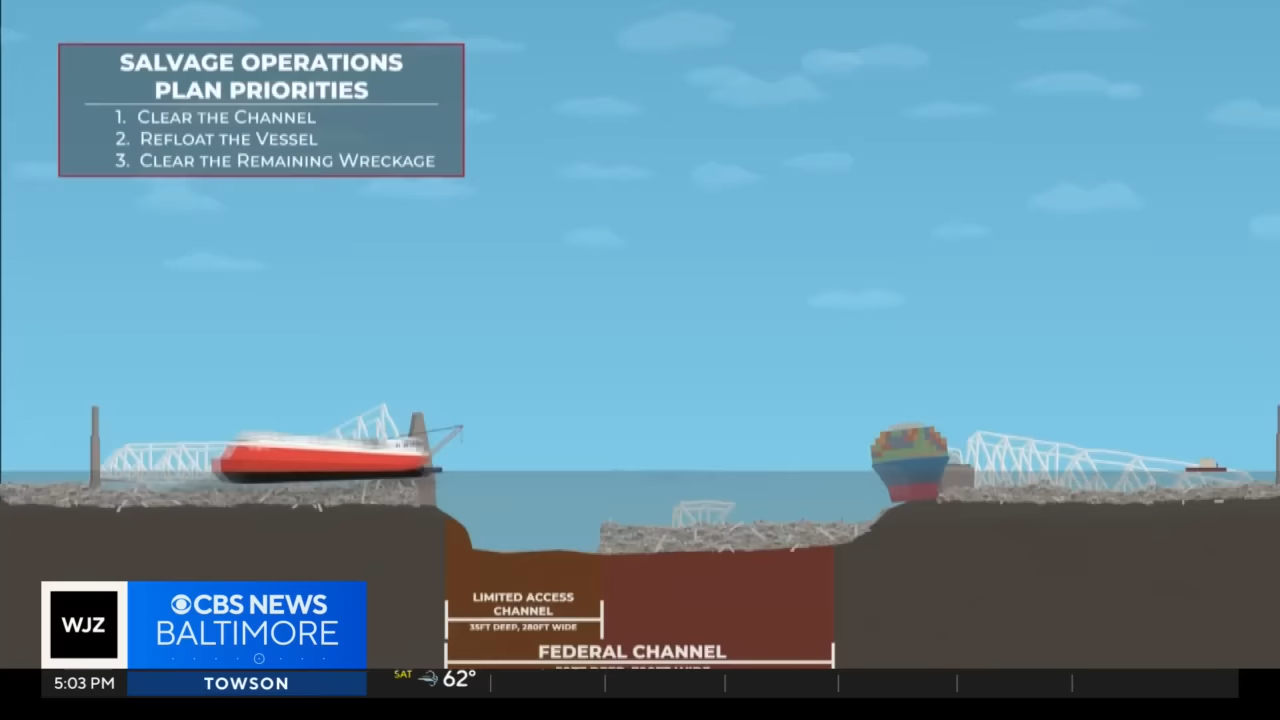 SALVAGE OPERATIONS
PLAN PRIORITIES
1. CLEAR THE CHANNEL
2. REFLOAT THE VESSEL
3. CLEAR THE REMAINING WRECKAGE
LIMITED ACCESS
CHANNEL
35FT DEEP, 280FT WIDE
FEDERAL CHANNEL
WJZ
CBS NEWS
BALTIMORE
5:03 PM
TOWSON
SAT
62°